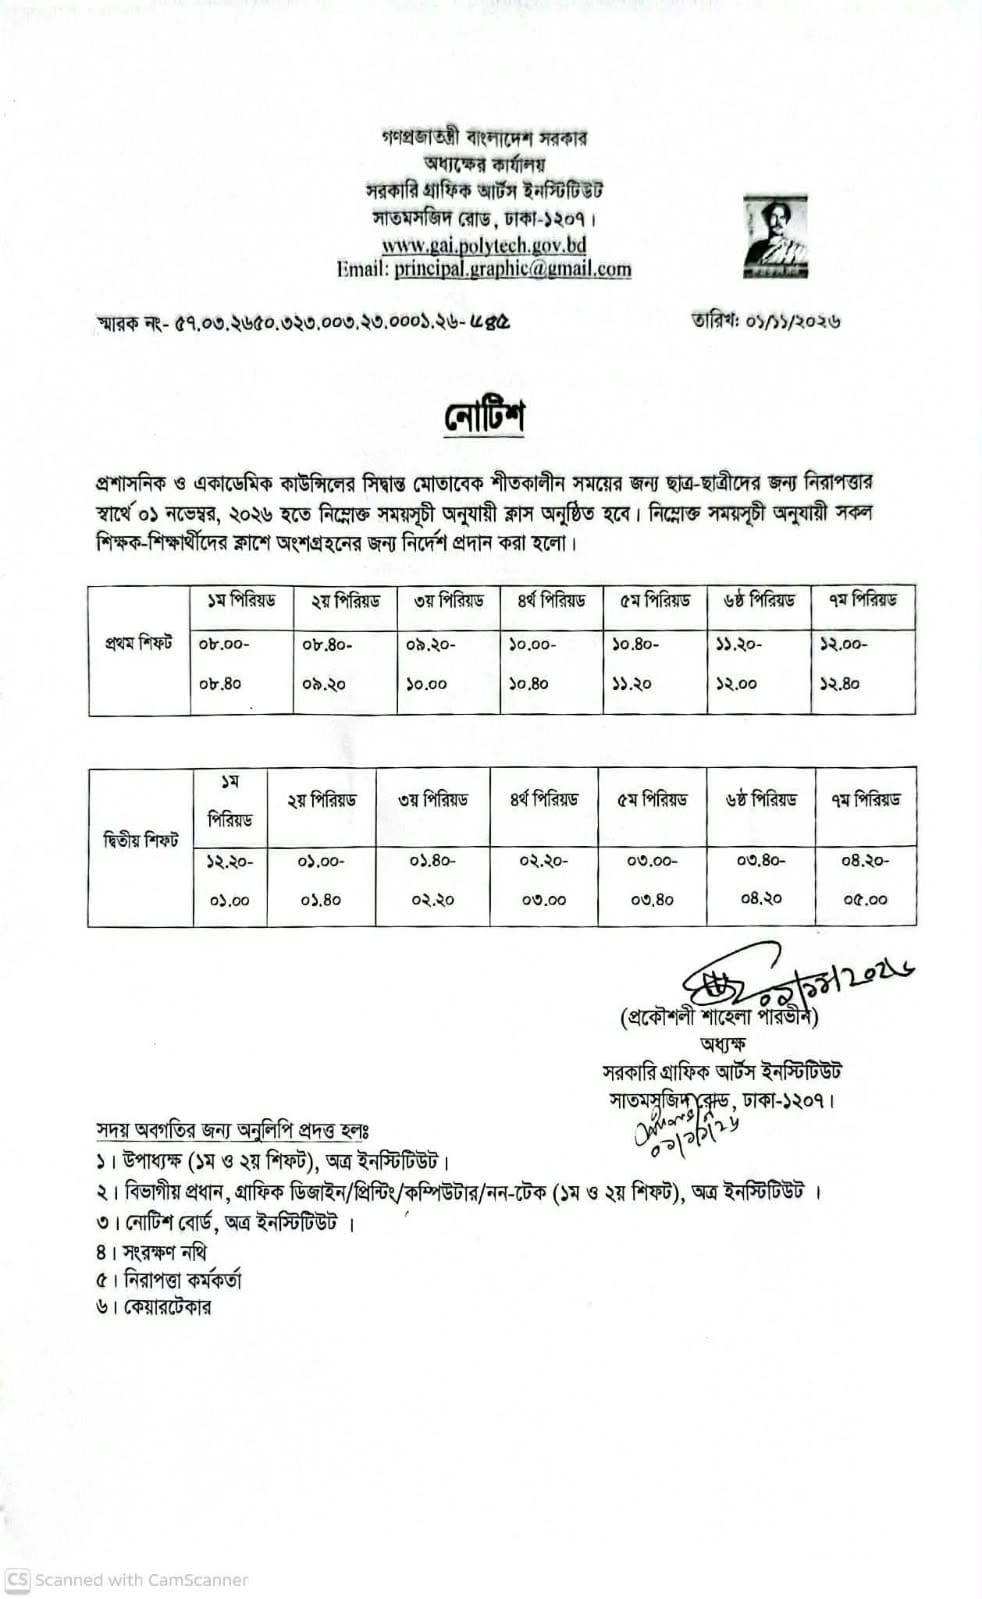 গণপ্রজাতন্ত্রী বাংলাদেশ সরকার
অধ্যক্ষের কার্যালয়
সরকারি গ্রাফিক আর্টস ইনস্টিটিউট
সাতমসজিদ রোড, ঢাকা-১২০৭।
www.gai.polytech.gov.bd
Email: principal.graphic@gmail.com
স্মারক নং- ৫৭.০৩.২৬৫০.৩২৩.০০৩.২৩.০০০১.২৬- ৮৪৫ তারিখ: ০১/১১/২০২৬
নোটিশ
প্রশাসনিক ও একাডেমিক কাউন্সিলের সিদ্বান্ত মোতাবেক শীতকালীন সময়ের জন্য ছাত্র-ছাত্রীদের জন্য নিরাপত্তার
স্বার্থে ০১ নভেম্বর, ২০২৬ হতে নিম্নোক্ত সময়সূচী অনুযায়ী ক্লাস অনুষ্ঠিত হবে। নিম্নোক্ত সময়সূচী অনুযায়ী সকল
শিক্ষক-শিক্ষার্থীদের ক্লাশে অংশগ্রহনের জন্য নির্দেশ প্রদান করা হলো।
১ম পিরিয়ড ২য় পিরিয়ড ৩য় পিরিয়ড ৪র্থ পিরিয়ড ৫ম পিরিয়ড ৬ষ্ঠ পিরিয়ড ৭ম পিরিয়ড
প্রথম শিফট ০৮.০০- ০৮.৪০- ০৯.২০- ১০.০০- ১০.৪০- ১১.২০- ১২.০০-
০৮.৪০ ০৯.২০ ১০.০০ ১০.৪০ ১১.২০ ১২.০০ ১২.৪০
১ম
পিরিয়ড ২য় পিরিয়ড ৩য় পিরিয়ড ৪র্থ পিরিয়ড ৫ম পিরিয়ড ৬ষ্ঠ পিরিয়ড ৭ম পিরিয়ড
দ্বিতীয় শিফট ১২.২০- ০১.০০- ০১.৪০- ০২.২০- ০৩.০০- ০৩.৪০- ০৪.২০-
০১.০০ ০১.৪০ ০২.২০ ০৩.০০ ০৩.৪০ ০৪.২০ ০৫.০০
০১/১১/২০২৬
(প্রকৌশলী শাহেলা পারভীন)
অধ্যক্ষ
সরকারি গ্রাফিক আর্টস ইনস্টিটিউট
সাতমসজিদ রোড, ঢাকা-১২০৭।
০১/১১/২৬
সদয় অবগতির জন্য অনুলিপি প্রদত্ত হলঃ
১। উপাধ্যক্ষ (১ম ও ২য় শিফট), অত্র ইনস্টিটিউট।
২। বিভাগীয় প্রধান, গ্রাফিক ডিজাইন/প্রিন্টিং/কম্পিউটার/নন-টেক (১ম ও ২য় শিফট), অত্র ইনস্টিটিউট ।
৩। নোটিশ বোর্ড, অত্র ইনস্টিটিউট ।
৪। সংরক্ষণ নথি
৫। নিরাপত্তা কর্মকর্তা
৬। কেয়ারটেকার
CS Scanned with CamScanner